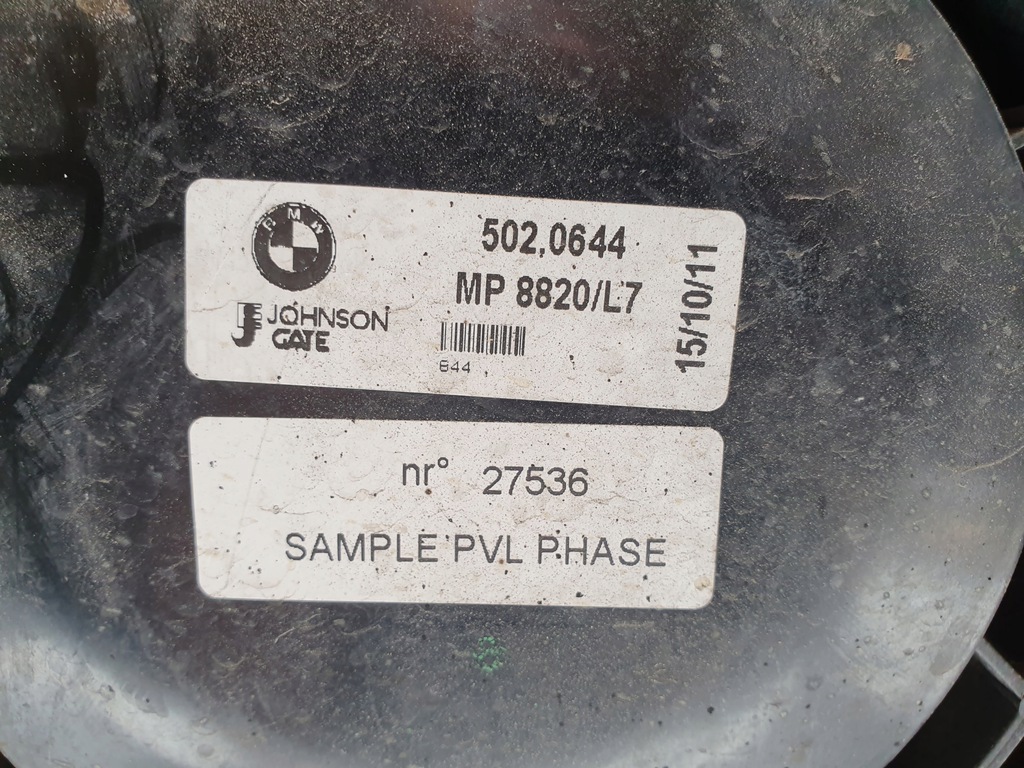 BMW
502.0644
MP 8820/L7
JOHNSON
GATE
844
15/10/11
nr° 27536
SAMPLE PVL PHASE